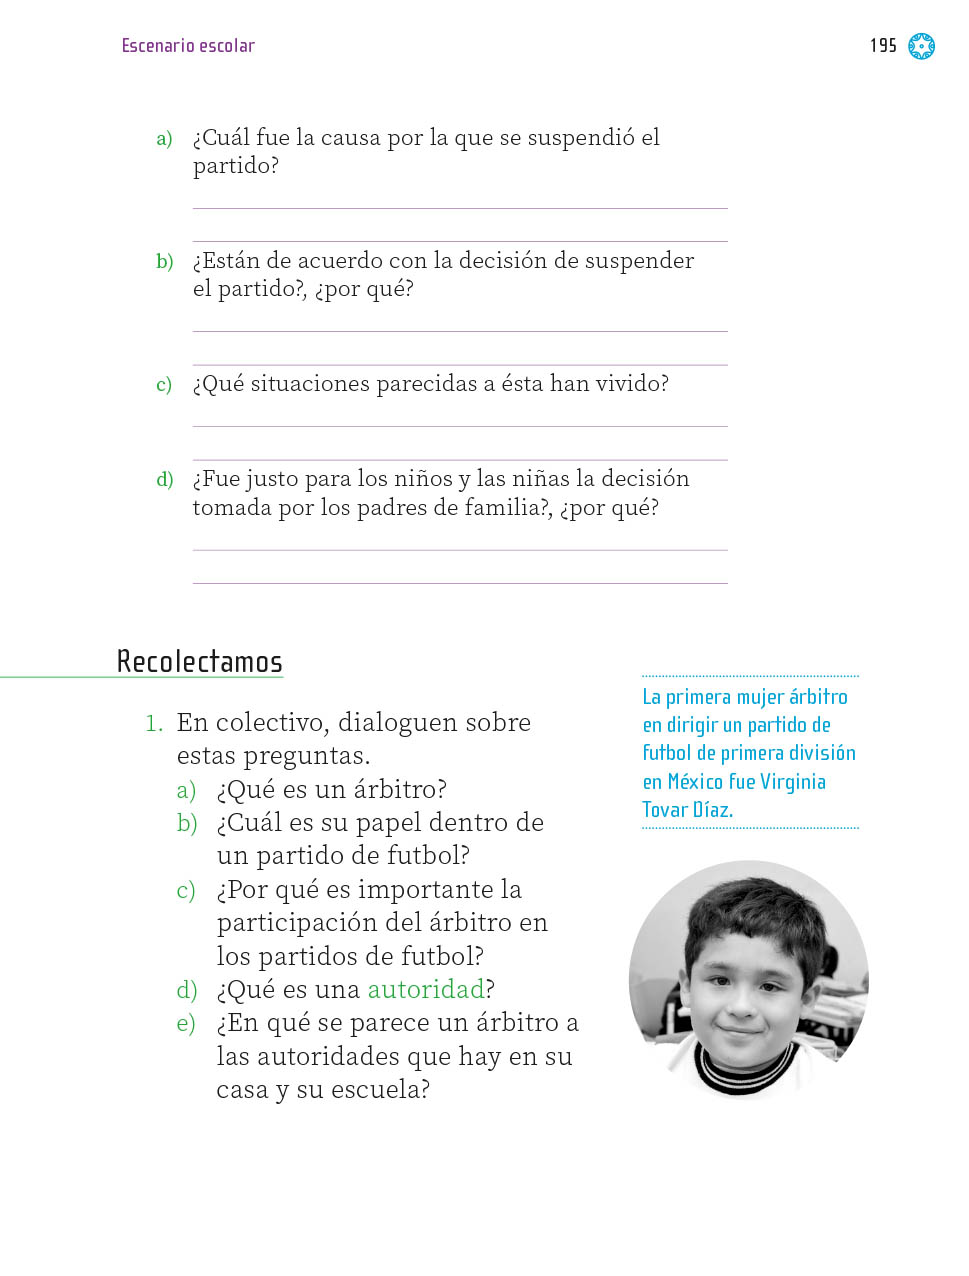 Escenario escolar
195
a) ¿Cuál fue la causa por la que se suspendió el
partido?
b) ¿Están de acuerdo con la decisión de suspender
el partido?, ¿por qué?
c) ¿Qué situaciones parecidas a ésta han vivido?
d) ¿Fue justo para los niños y las niñas la decisión
tomada por los padres de familia?, ¿por qué?
Recolectamos
1. En colectivo, dialoguen sobre
estas preguntas.
a) ¿Qué es un árbitro?
b) ¿Cuál es su papel dentro de
un partido de futbol?
c) ¿Por qué es importante la
participación del árbitro en
los partidos de futbol?
d) ¿Qué es una autoridad?
e) ¿En qué se parece un árbitro a
las autoridades que hay en su
casa y su escuela?
La primera mujer árbitro
en dirigir un partido de
futbol de primera división
en México fue Virginia
Tovar Díaz.